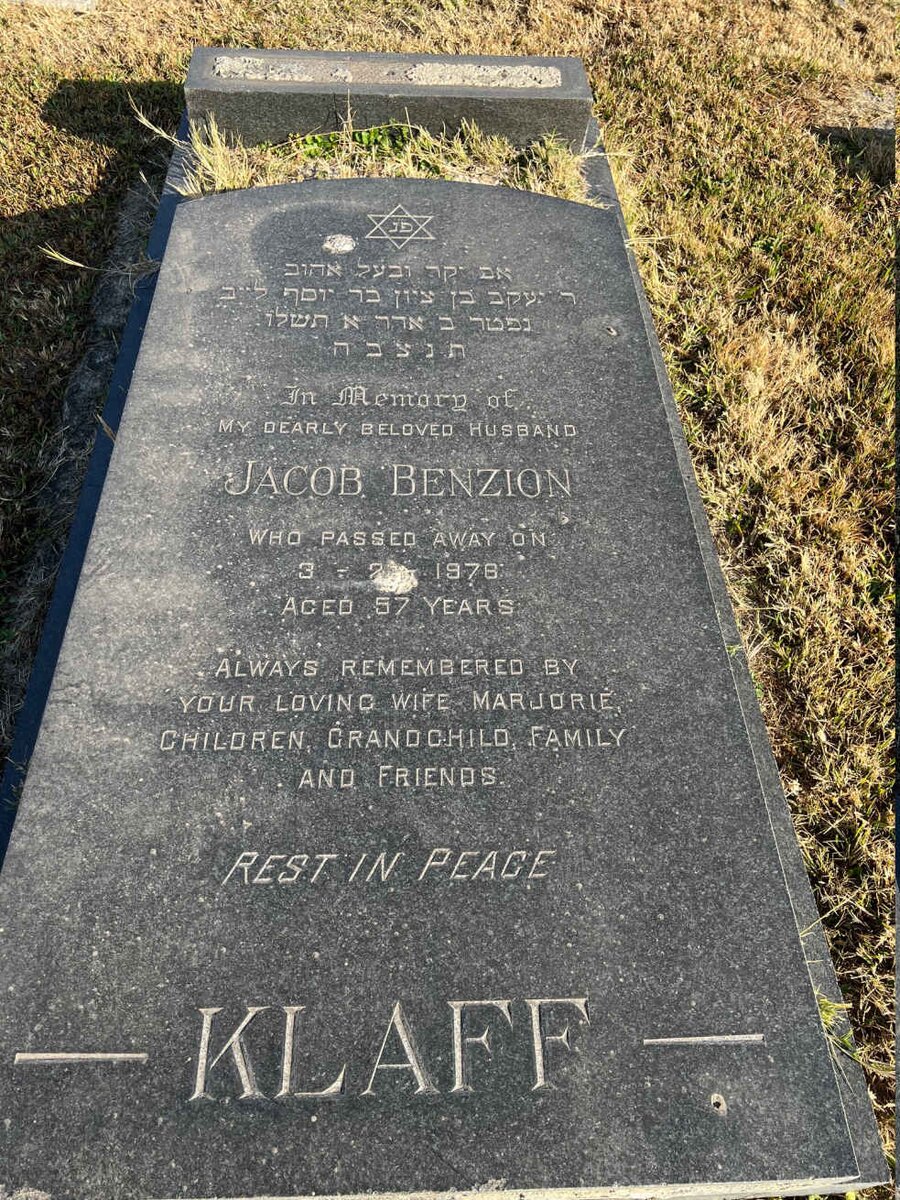 פנ
אב יקר ובעל אהוב
ר יעקב בן ציון בר יוסף לייב
נפטר ב אדר א תשלו
ת נ צ ב ה
In Memory of
MY DEARLY BELOVED HUSBAND
JACOB BENZION
WHO PASSED AWAY ON
3 - 2 - 1976
AGED 57 YEARS
ALWAYS REMEMBERED BY
YOUR LOVING WIFE MARJORIE,
CHILDREN, GRANDCHILD, FAMILY
AND FRIENDS.
REST IN PEACE
KLAFF